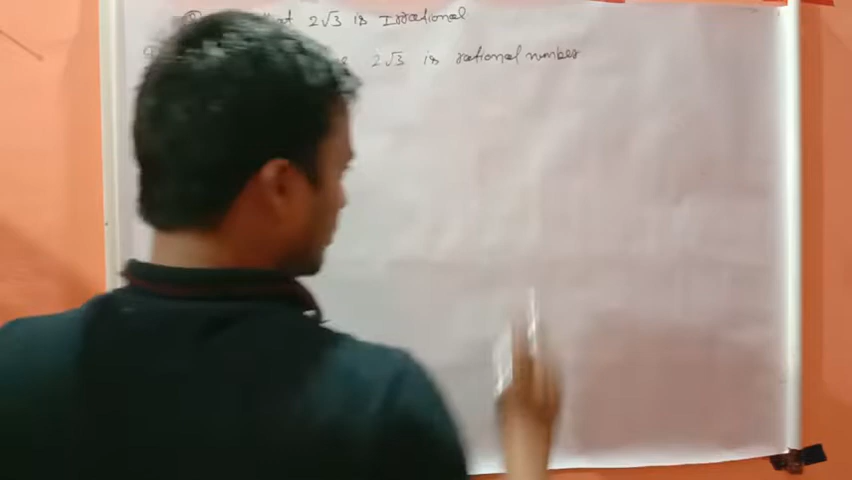 that 2√3 is Irrational
2√3 is rational number